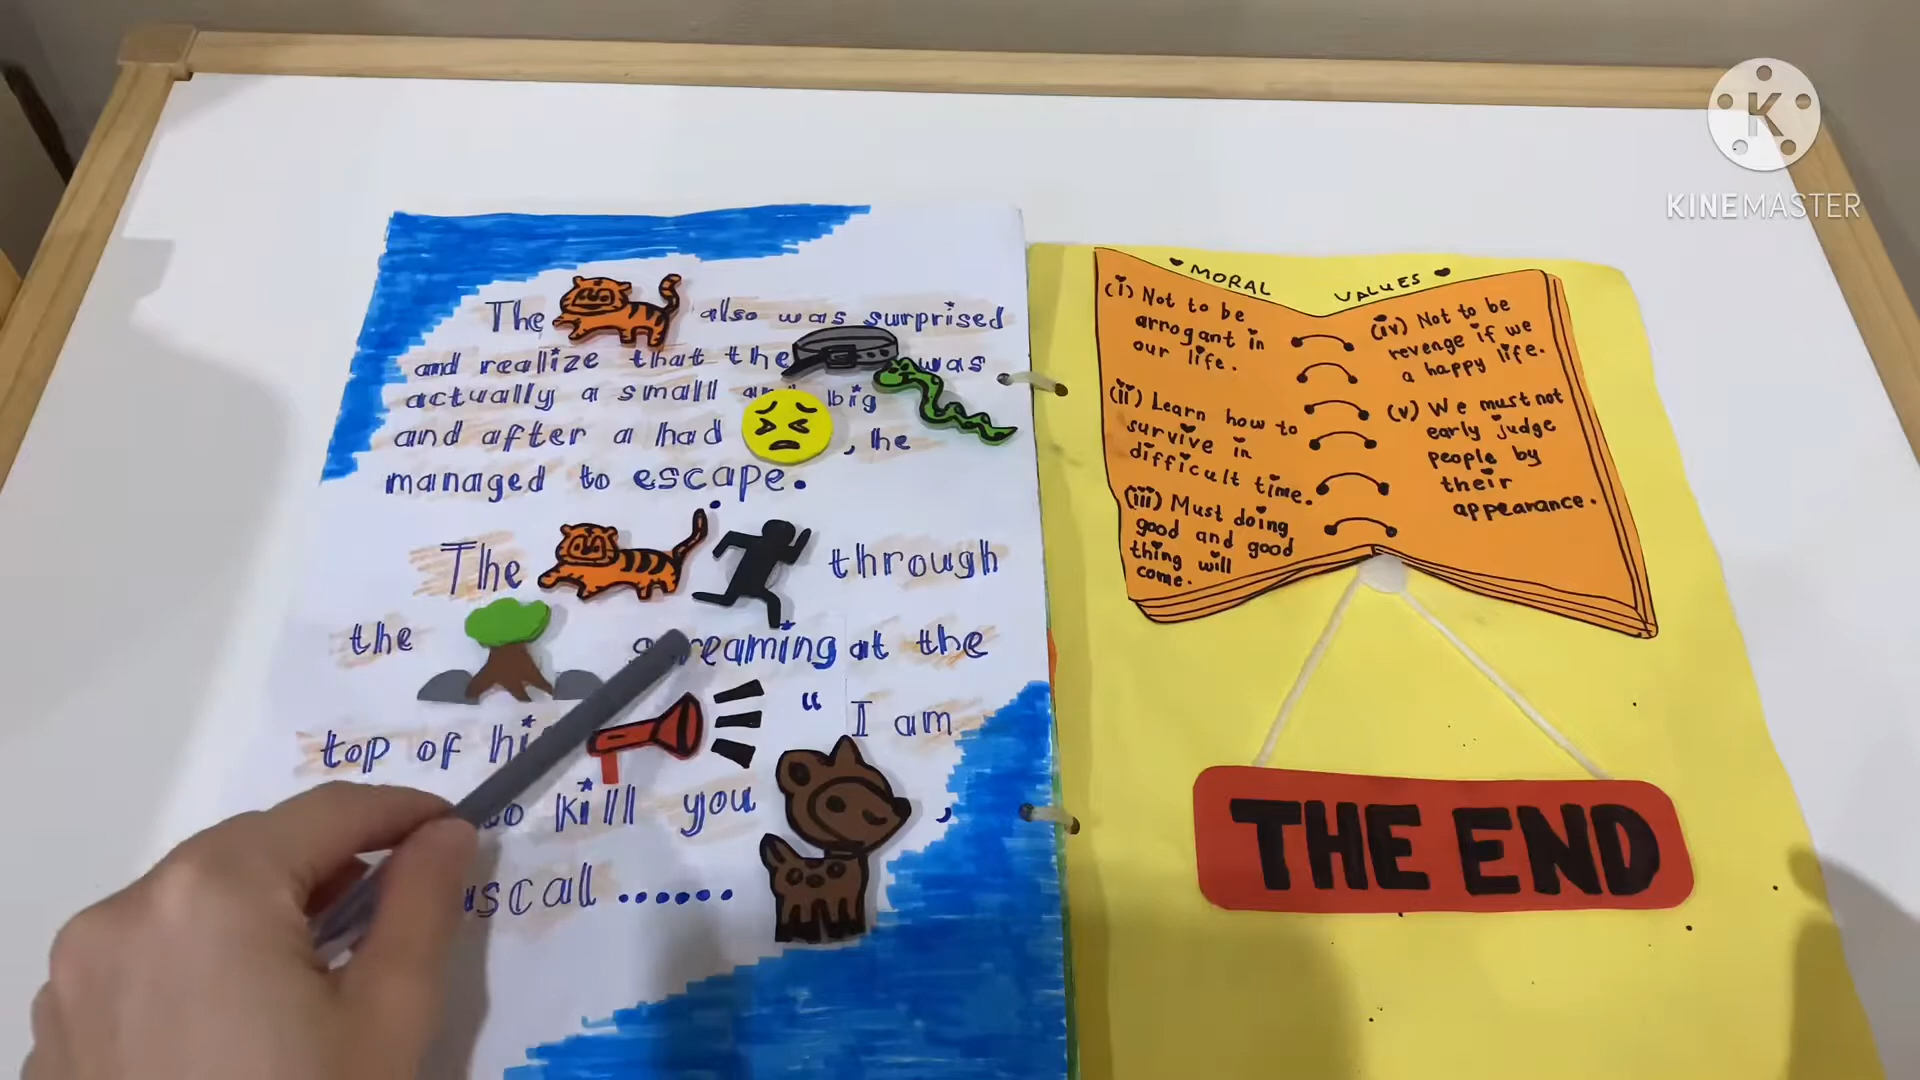 The also was surprised
and realize that the was
actually a small big
and after a had , he
managed to escape.
The through
the screaming at the
top of “ I am
to kill you ,
......
MORAL VALUES
(i) Not to be
arrogant in
our life.
(ii) Learn how to
survive in
difficult time.
(iii) Must doing
good and good
thing will
come.
(iv) Not to be
revenge if we
a happy life.
(v) We must not
early judge
people by
their
appearance.
THE END
K
KINEMASTER